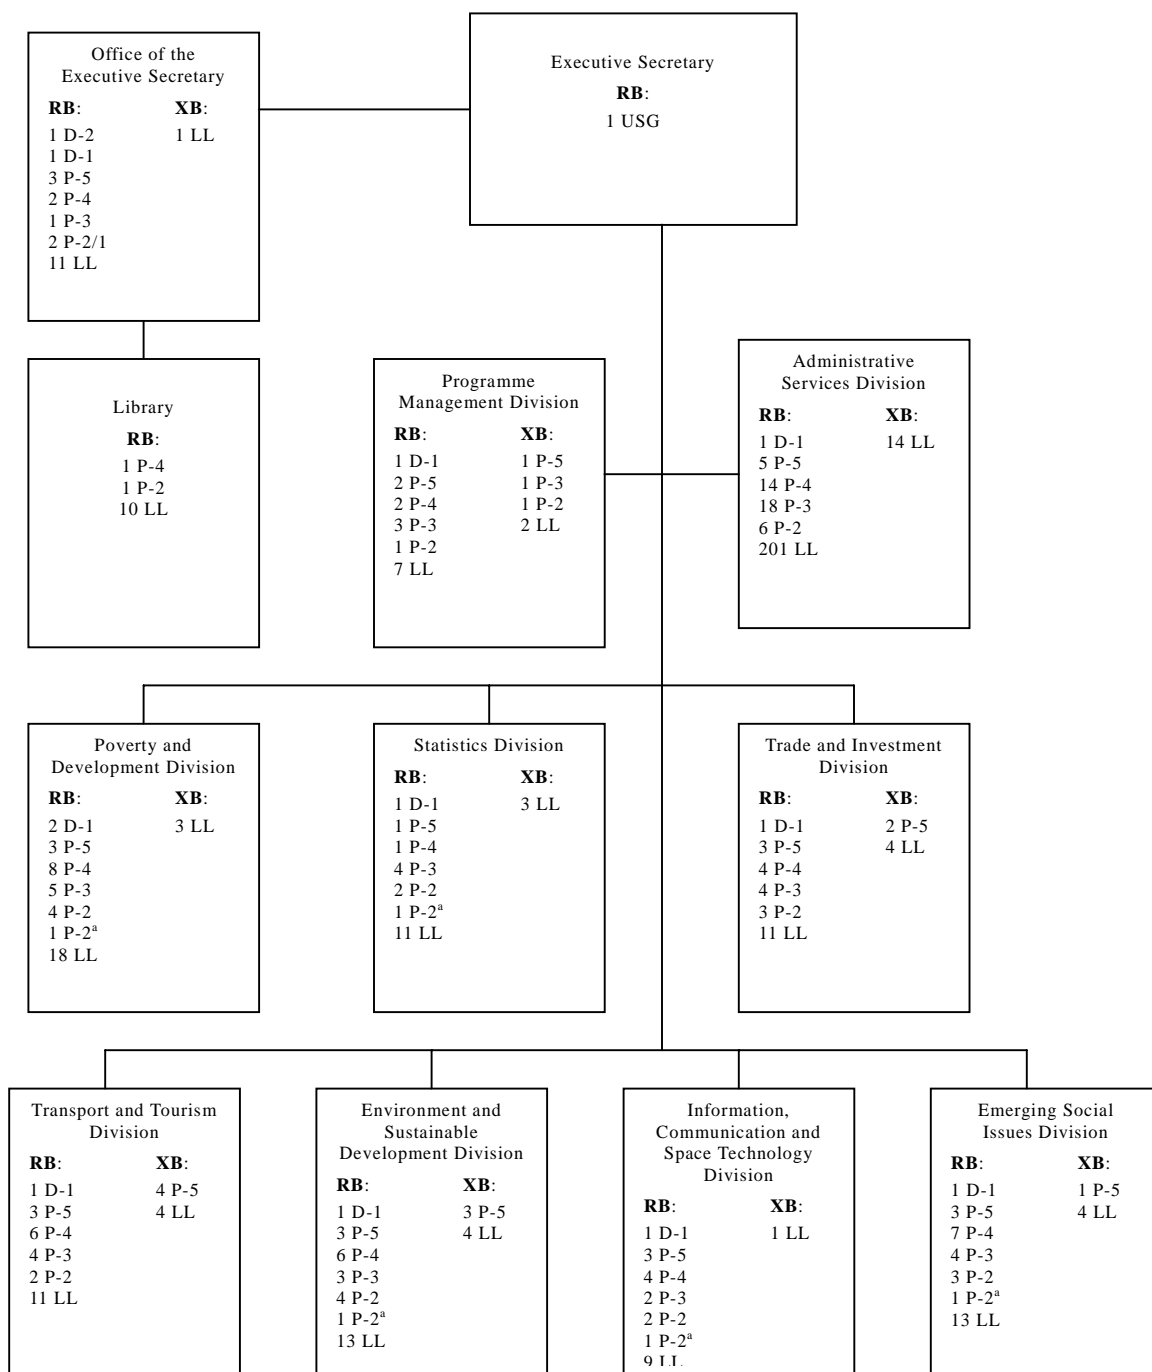 Office of the
Executive Secretary
RB: XB:
1 D-2 1 LL
1 D-1
3 P-5
2 P-4
1 P-3
2 P-2/1
11 LL
Executive Secretary
RB:
1 USG
Library
RB:
1 P-4
1 P-2
10 LL
Programme
Management Division
RB: XB:
1 D-1 1 P-5
2 P-5 1 P-3
2 P-4 1 P-2
3 P-3 2 LL
1 P-2
7 LL
Administrative
Services Division
RB: XB:
1 D-1 14 LL
5 P-5
14 P-4
18 P-3
6 P-2
201 LL
Poverty and
Development Division
RB: XB:
2 D-1 3 LL
3 P-5
8 P-4
5 P-3
4 P-2
1 P-2a
18 LL
Statistics Division
RB: XB:
1 D-1 3 LL
1 P-5
1 P-4
4 P-3
2 P-2
1 P-2a
11 LL
Trade and Investment
Division
RB: XB:
1 D-1 2 P-5
3 P-5 4 LL
4 P-4
4 P-3
3 P-2
11 LL
Transport and Tourism
Division
RB: XB:
1 D-1 4 P-5
3 P-5 4 LL
6 P-4
4 P-3
2 P-2
11 LL
Environment and
Sustainable
Development Division
RB: XB:
1 D-1 3 P-5
3 P-5 4 LL
6 P-4
3 P-3
4 P-2
1 P-2a
13 LL
Information,
Communication and
Space Technology
Division
RB: XB:
1 D-1 1 LL
3 P-5
4 P-4
2 P-3
2 P-2
1 P-2a
9 LL
Emerging Social
Issues Division
RB: XB:
1 D-1 1 P-5
3 P-5 4 LL
7 P-4
4 P-3
3 P-2
1 P-2a
13 LL